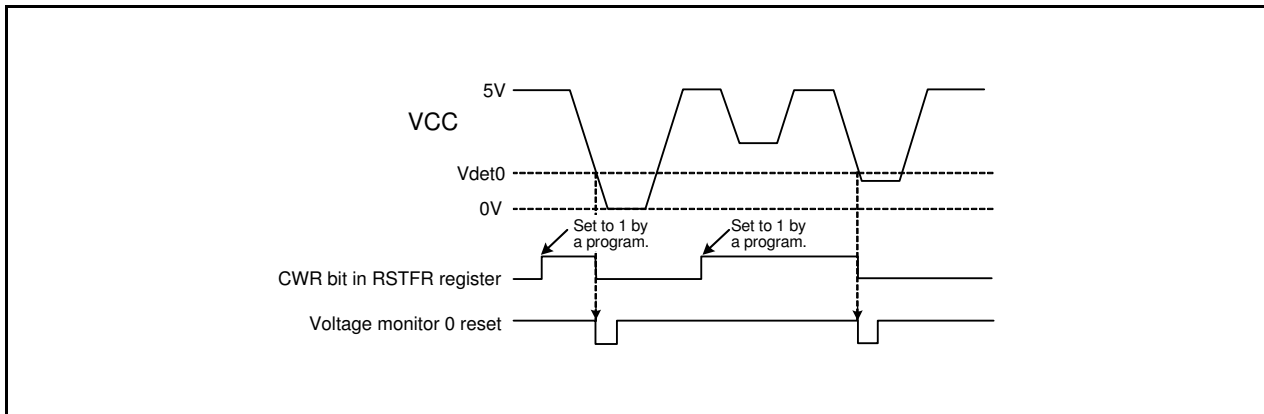 5V
VCC
Vdet0
0V
Set to 1 by
a program.
Set to 1 by
a program.
CWR bit in RSTFR register
Voltage monitor 0 reset